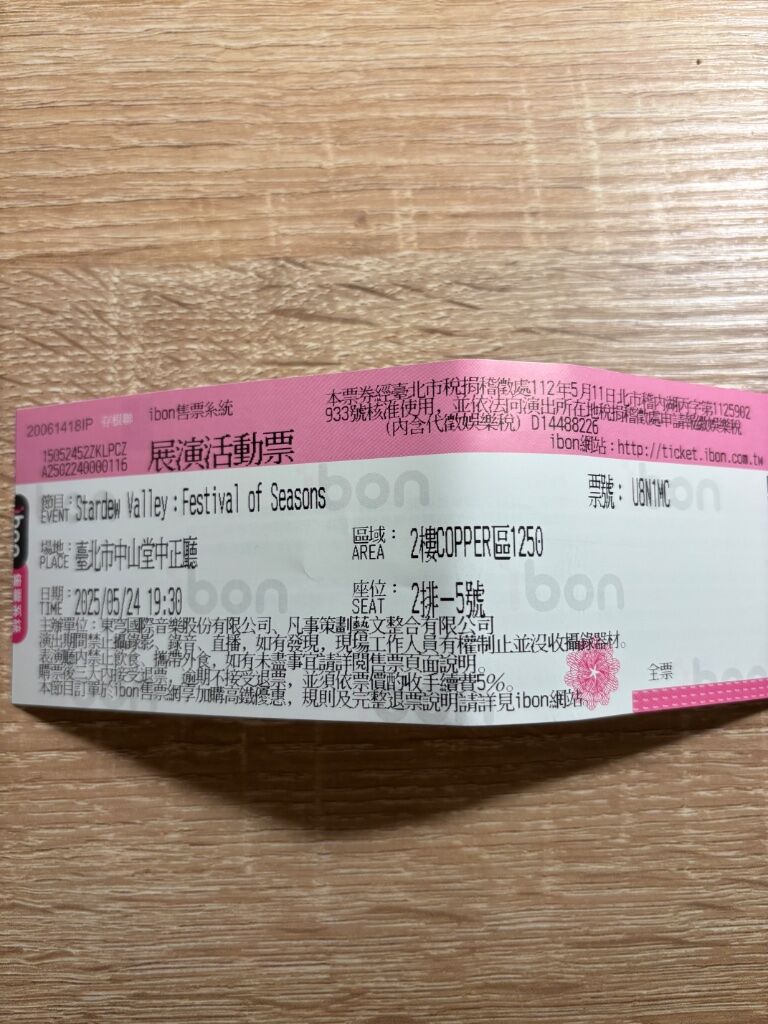 20061418IP 存根聯 ibon售票系統
本票券經臺北市稅捐稽徵處112年5月11日北市稽內湖丙字第1125902
933號核准使用，並依法向演出所在地稅捐稽徵處申請報繳娛樂稅
(內含代徵娛樂稅) D14488226
ibon網站：http://ticket.ibon.com.tw
15052452ZKLPCZ
A2502240000116
展演活動票
節目：EVENT Stardew Valley：Festival of Seasons
票號：U8N1MC
場地：PLACE 臺北市中山堂中正廳
區域：AREA 2樓COPPER區1250
日期：TIME 2025/05/24 19:30
座位：SEAT 2排—5號
主辦單位：東穹國際音樂股份有限公司、凡事策劃藝文整合有限公司
演出期間禁止攝錄影、錄音、直播，如有發現，現場工作人員有權制止並沒收攝錄器材。
表演廳內禁止飲食、攜帶外食，如有未盡事宜請詳閱售票頁面說明。
購票後三天內接受退票，逾期不接受退票，並須依票價酌收手續費5%。
本節目訂單於ibon售票網享加購高鐵優惠，規則及完整退票說明請詳見ibon網站
全票
ibon